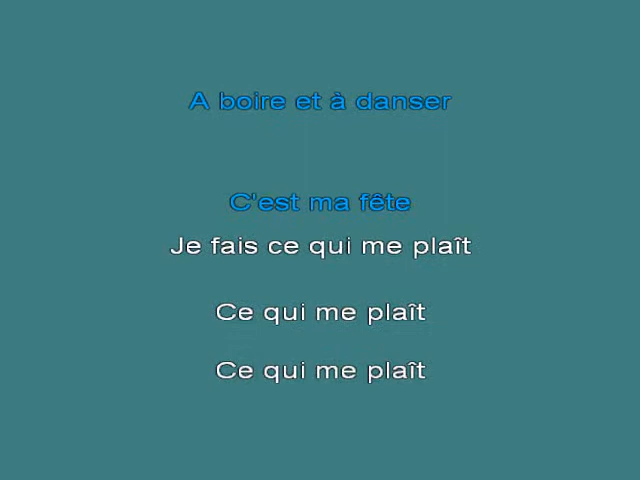 A boire et à danser
C'est ma fête
Je fais ce qui me plaît
Ce qui me plaît
Ce qui me plaît